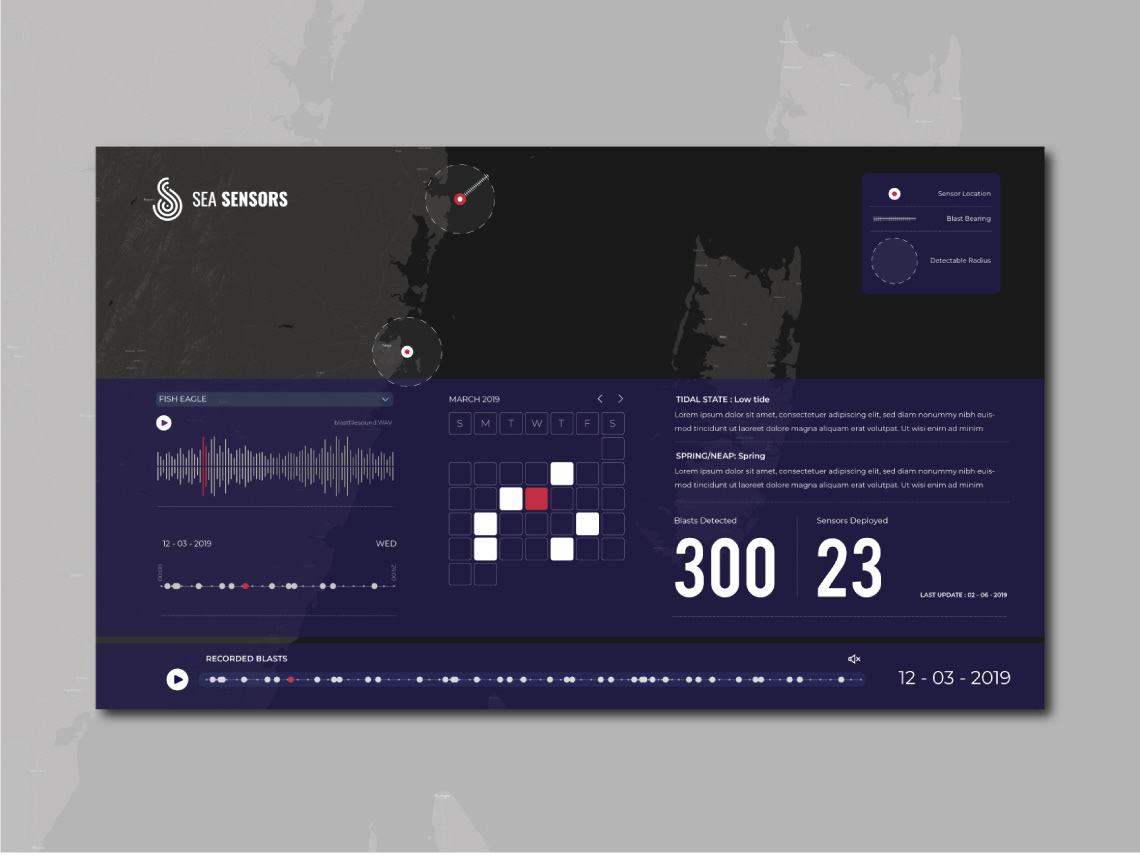 SEA SENSORS
Sensor Location
Blast Bearing
Detectable Radius
FISH EAGLE
blastfilesound.WAV
12 - 03 - 2019
WED
00:00
24:00
MARCH 2019
S M T W T F S
TIDAL STATE : Low tide
Lorem ipsum dolor sit amet, consectetuer adipiscing elit, sed diam nonummy nibh euis-
mod tincidunt ut laoreet dolore magna aliquam erat volutpat. Ut wisi enim ad minim
SPRING/NEAP: Spring
Lorem ipsum dolor sit amet, consectetuer adipiscing elit, sed diam nonummy nibh euis-
mod tincidunt ut laoreet dolore magna aliquam erat volutpat. Ut wisi enim ad minim
Blasts Detected
300
Sensors Deployed
23
LAST UPDATE : 02 - 06 - 2019
RECORDED BLASTS
12 - 03 - 2019